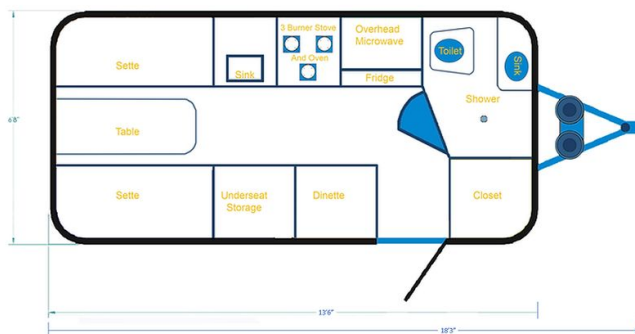 3 Burner Stove
And Oven
Overhead
Microwave
Toilet
Sink
Sette
Sink
Fridge
Shower
6'8"
Table
Sette
Underseat
Storage
Dinette
Closet
13'6"
18'3"